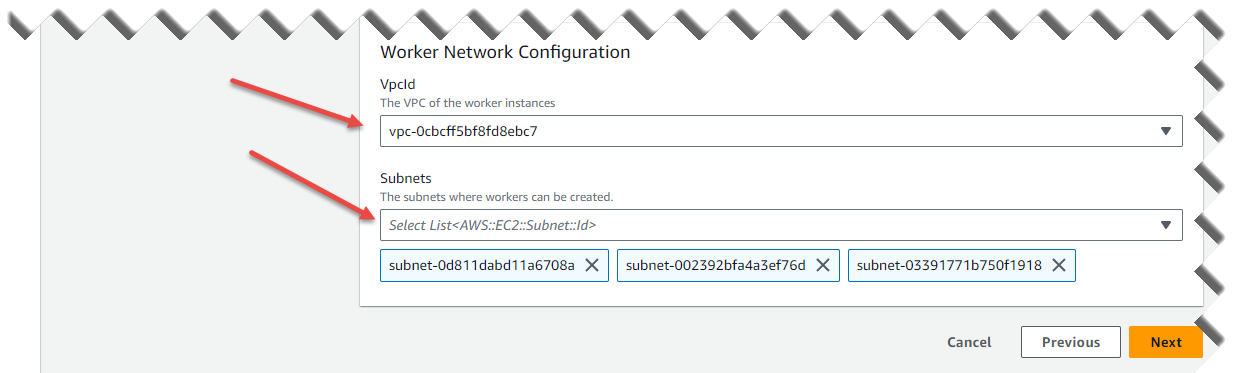 Worker Network Configuration
VpcId
The VPC of the worker instances
vpc-0cbcff5bf8fd8ebc7
Subnets
The subnets where workers can be created.
Select List<AWS::EC2::Subnet::Id>
subnet-0d811dabd11a6708a subnet-002392bfa4a3ef76d subnet-03391771b750f1918
Cancel Previous Next